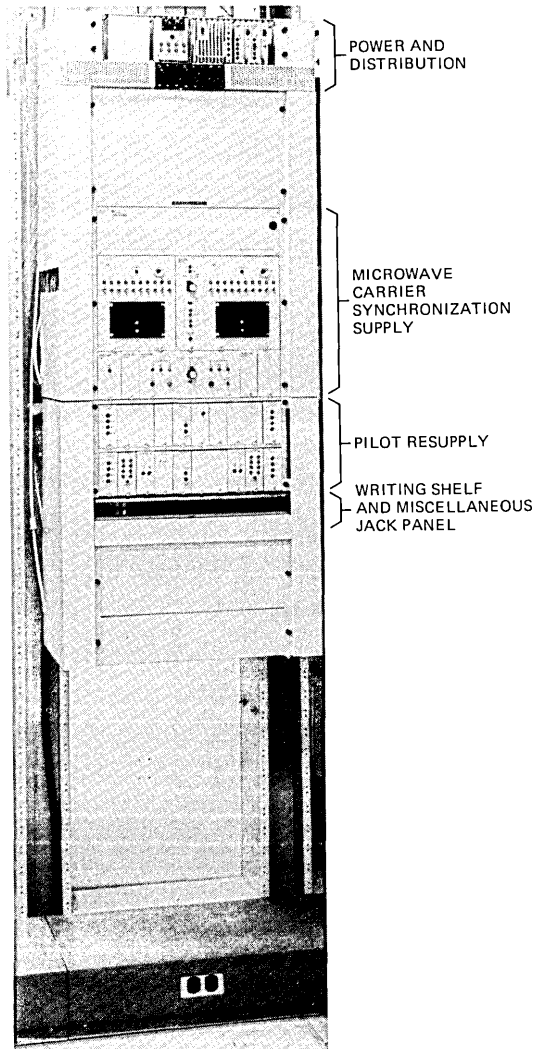 POWER AND
DISTRIBUTION
MICROWAVE
CARRIER
SYNCHRONIZATION
SUPPLY
PILOT RESUPPLY
WRITING SHELF
AND MISCELLANEOUS
JACK PANEL